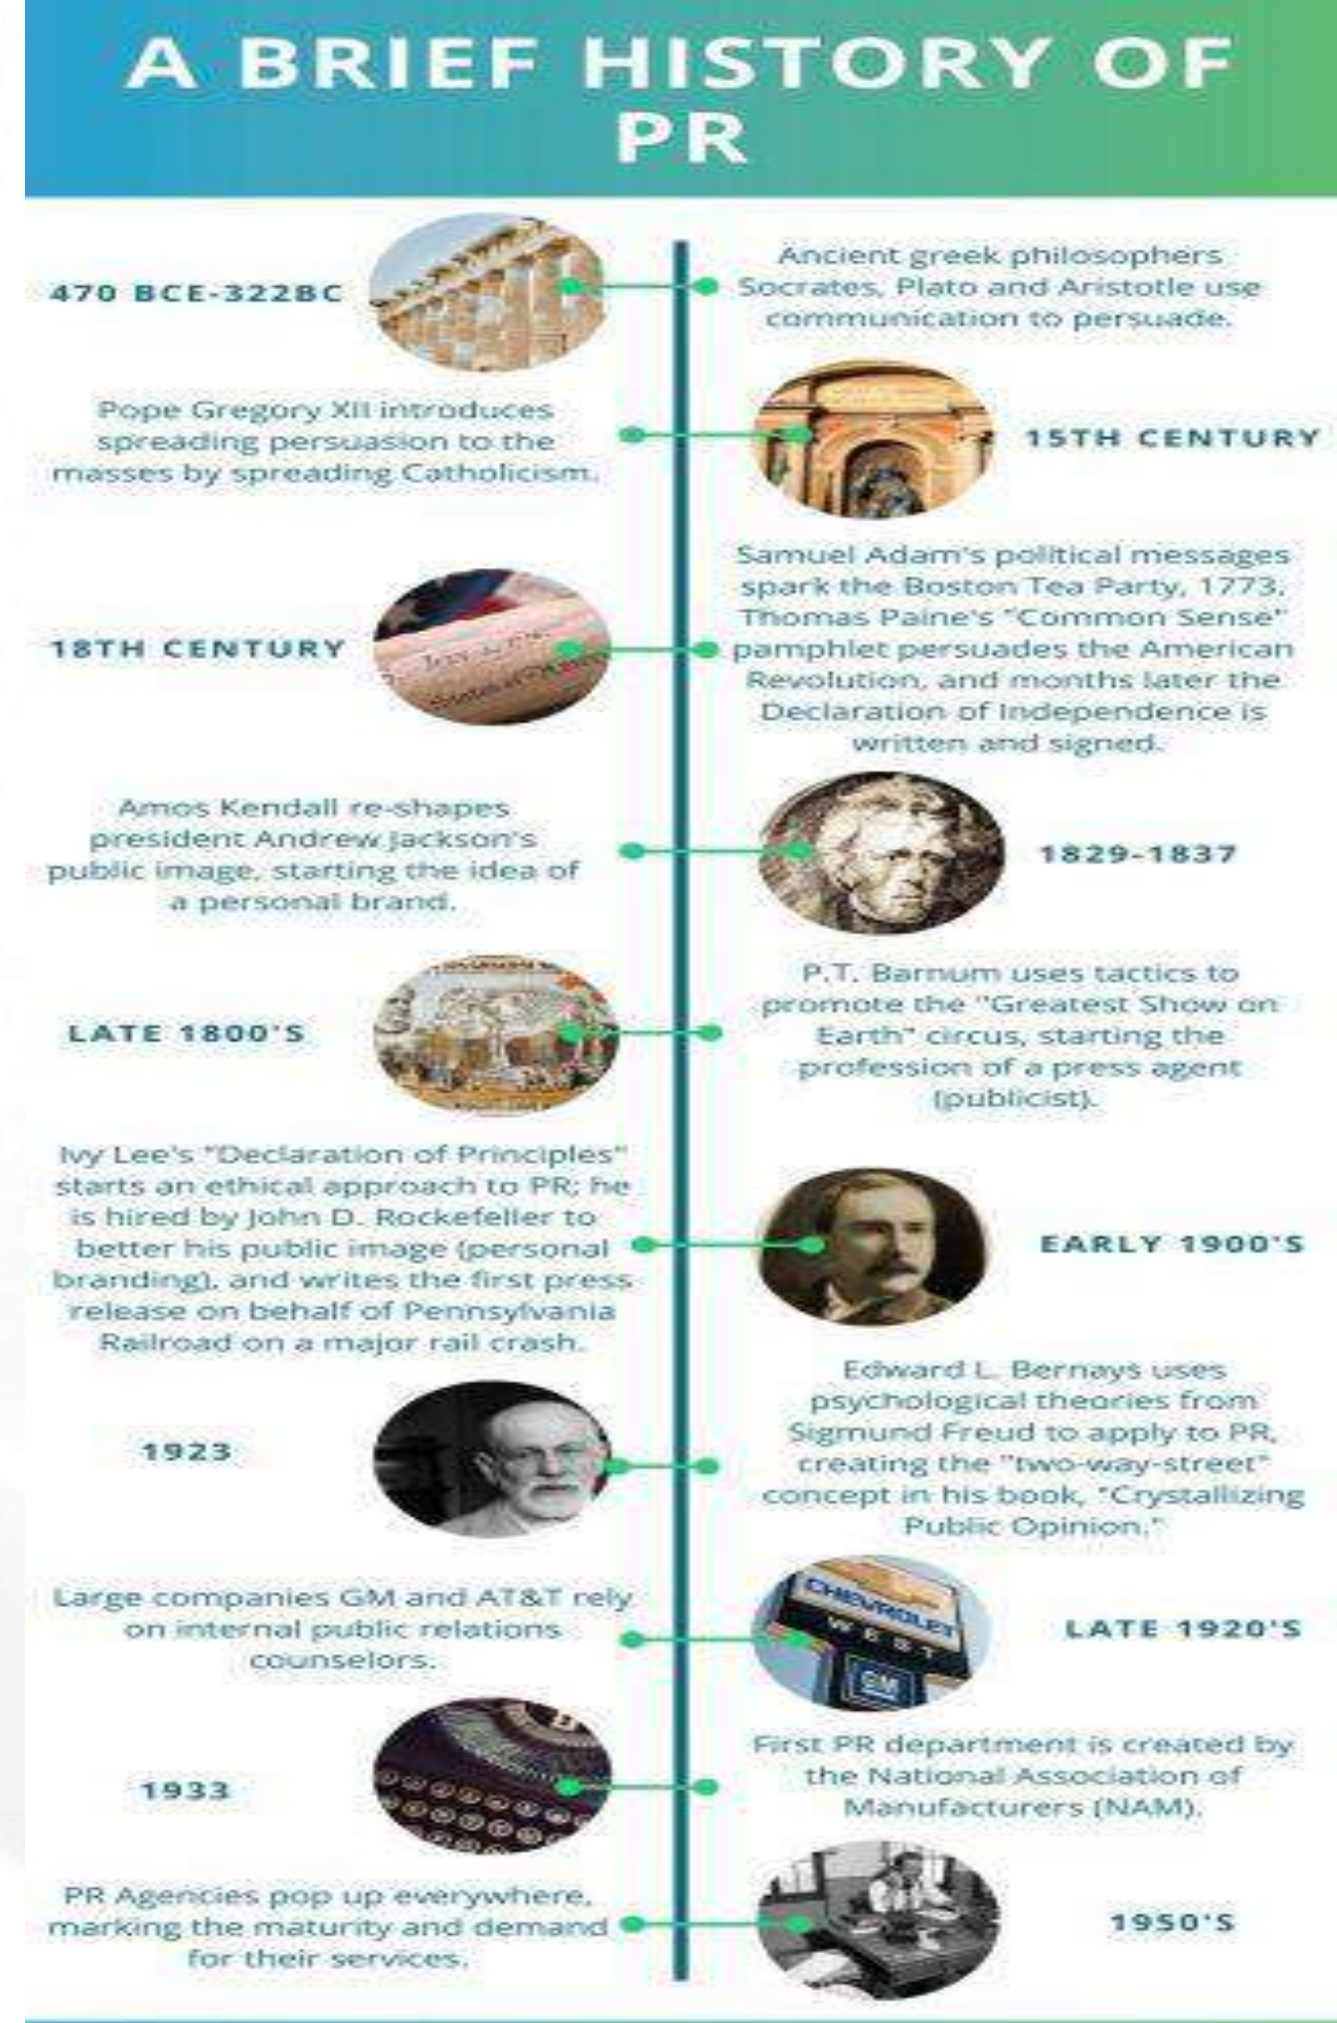 A BRIEF HISTORY OF
PR
470 BCE-322BC
Ancient greek philosophers
Socrates, Plato and Aristotle use
communication to persuade.
Pope Gregory XII introduces
spreading persuasion to the
masses by spreading Catholicism.
15TH CENTURY
18TH CENTURY
Samuel Adam's political messages
spark the Boston Tea Party, 1773,
Thomas Paine's "Common Sense"
pamphlet persuades the American
Revolution, and months later the
Declaration of Independence is
written and signed.
Amos Kendall re-shapes
president Andrew Jackson's
public image, starting the idea of
a personal brand.
1829-1837
LATE 1800'S
P.T. Barnum uses tactics to
promote the "Greatest Show on
Earth" circus, starting the
profession of a press agent
(publicist).
Ivy Lee's "Declaration of Principles"
starts an ethical approach to PR; he
is hired by John D. Rockefeller to
better his public image (personal
branding), and writes the first press
release on behalf of Pennsylvania
Railroad on a major rail crash.
EARLY 1900'S
1923
Edward L. Bernays uses
psychological theories from
Sigmund Freud to apply to PR,
creating the "two-way-street"
concept in his book, "Crystallizing
Public Opinion."
Large companies GM and AT&T rely
on internal public relations
counselors.
CHEVROLET
WEST
GM
LATE 1920'S
1933
First PR department is created by
the National Association of
Manufacturers (NAM).
PR Agencies pop up everywhere,
marking the maturity and demand
for their services.
1950'S